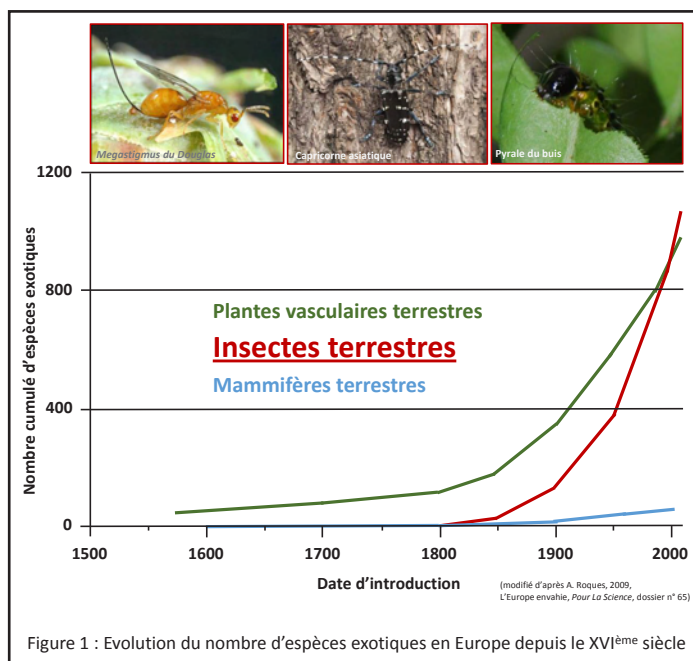 Megastigmus du Douglas
Capricorne asiatique
Pyrale du buis
Nombre cumulé d'espèces exotiques
1200
800
400
0
Plantes vasculaires terrestres
Insectes terrestres
Mammifères terrestres
1500 1600 1700 1800 1900 2000
Date d'introduction
(modifié d'après A. Roques, 2009,
L'Europe envahie, Pour La Science, dossier n° 65)
Figure 1 : Evolution du nombre d'espèces exotiques en Europe depuis le XVIème siècle